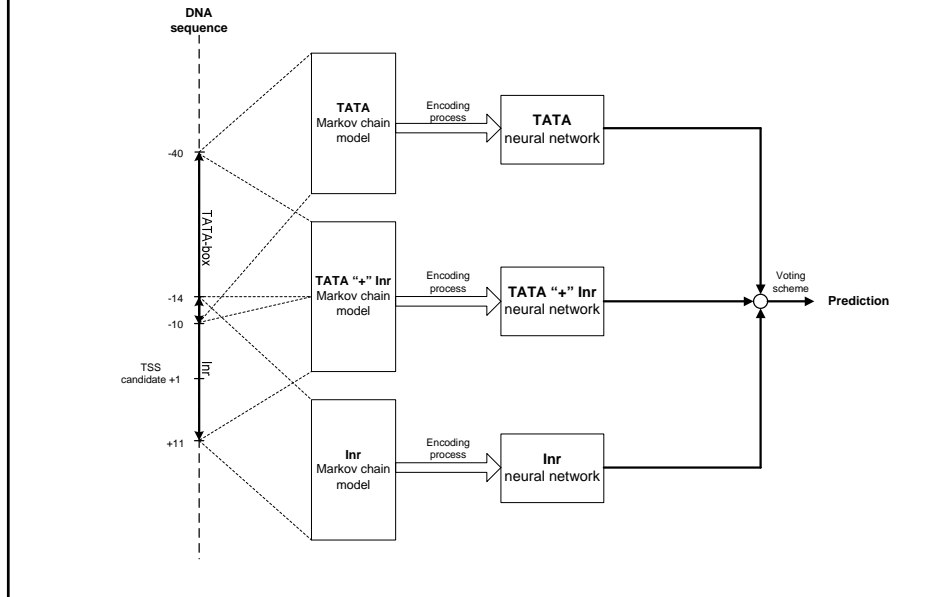 DNA
sequence
-40
TATA-box
-14
-10
Inr
TSS
candidate +1
+11
TATA
Markov chain
model
Encoding
process
TATA
neural network
TATA “+” Inr
Markov chain
model
Encoding
process
TATA “+” Inr
neural network
Inr
Markov chain
model
Encoding
process
Inr
neural network
Voting
scheme
Prediction